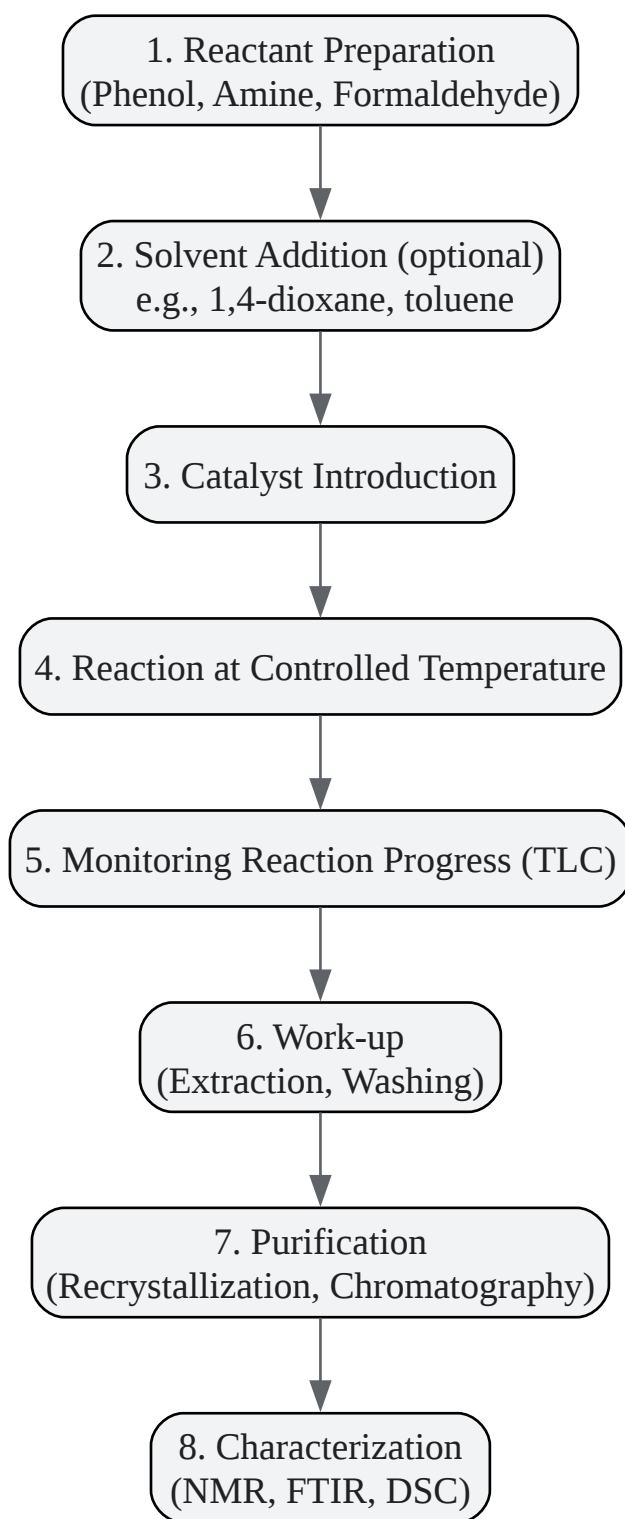 1. Reactant Preparation
(Phenol, Amine, Formaldehyde)
2. Solvent Addition (optional)
e.g., 1,4-dioxane, toluene
3. Catalyst Introduction
4. Reaction at Controlled Temperature
5. Monitoring Reaction Progress (TLC)
6. Work-up
(Extraction, Washing)
7. Purification
(Recrystallization, Chromatography)
8. Characterization
(NMR, FTIR, DSC)